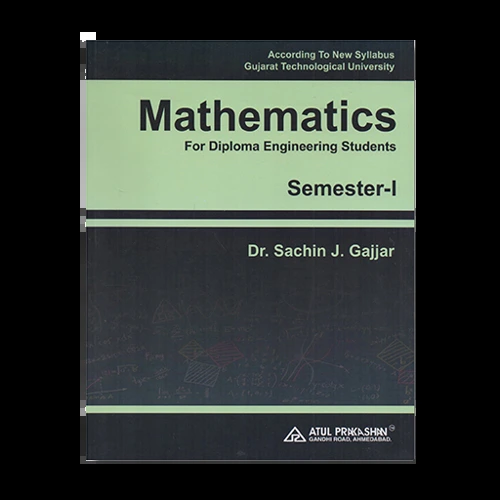 According To New Syllabus
Gujarat Technological University
Mathematics
For Diploma Engineering Students
Semester-I
Dr. Sachin J. Gajjar
ATUL PRAKASHAN
GANDHI ROAD, AHMEDABAD.